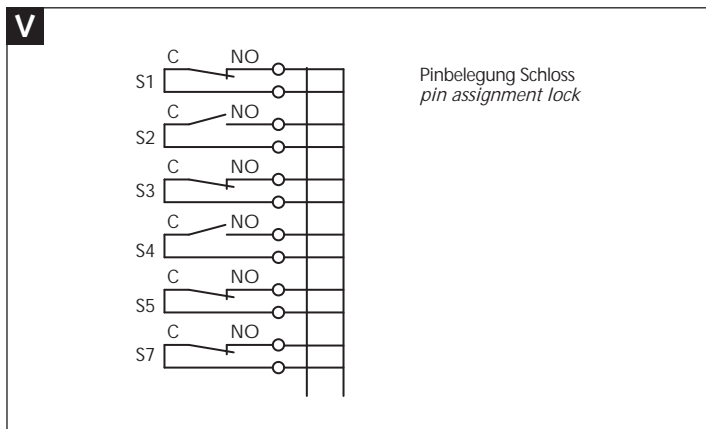 V
C NO
S1
C NO
S2
C NO
S3
C NO
S4
C NO
S5
C NO
S7
Pinbelegung Schloss
pin assignment lock